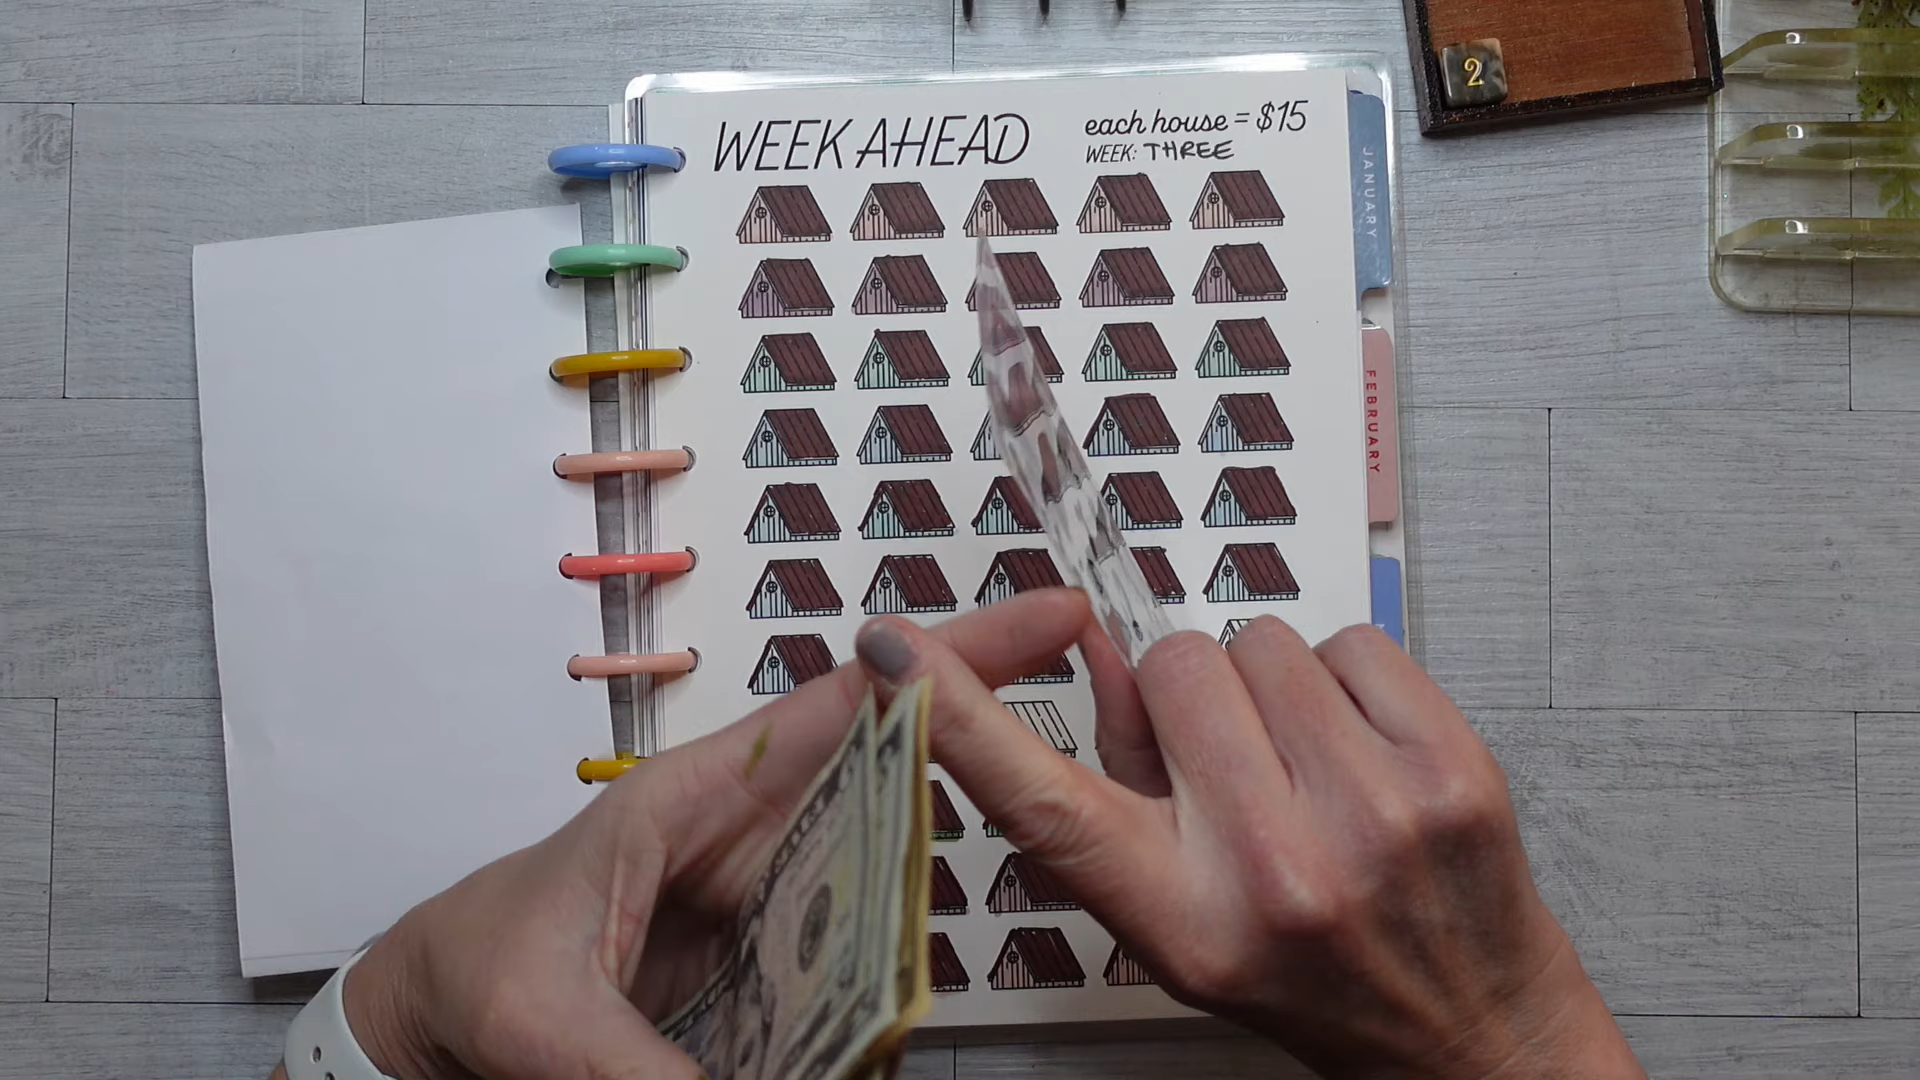 WEEK AHEAD
each house = $15
WEEK: THREE
2
JANUARY
FEBRUARY